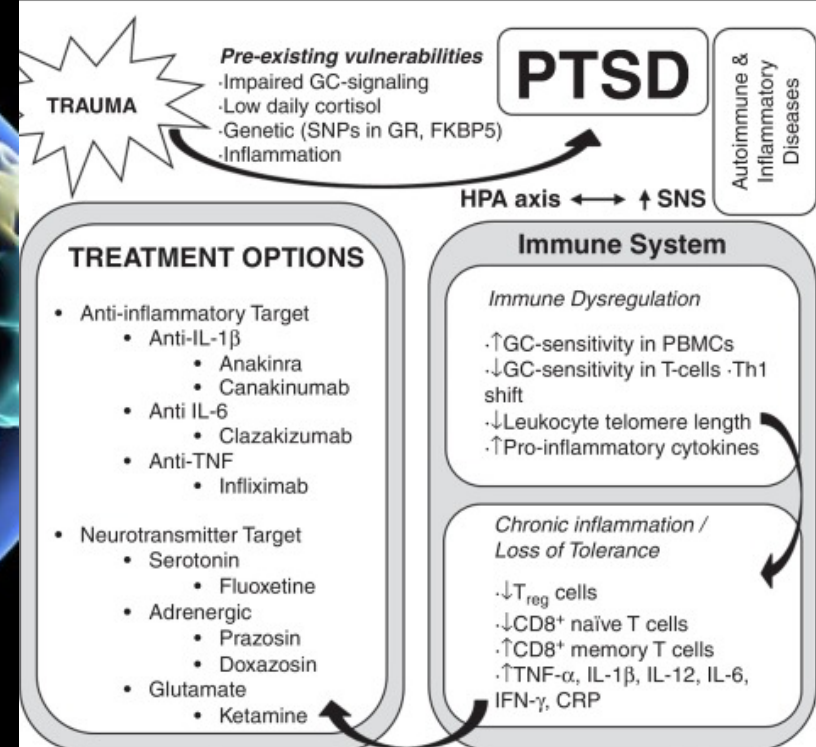 TRAUMA
Pre-existing vulnerabilities
·Impaired GC-signaling
·Low daily cortisol
·Genetic (SNPs in GR, FKBP5)
·Inflammation
PTSD
Autoimmune &
Inflammatory
Diseases
HPA axis ↔ ↑ SNS
TREATMENT OPTIONS
• Anti-inflammatory Target
• Anti-IL-1β
• Anakinra
• Canakinumab
• Anti IL-6
• Clazakizumab
• Anti-TNF
• Infliximab
• Neurotransmitter Target
• Serotonin
• Fluoxetine
• Adrenergic
• Prazosin
• Doxazosin
• Glutamate
• Ketamine
Immune System
Immune Dysregulation
·↑GC-sensitivity in PBMCs
·↓GC-sensitivity in T-cells ·Th1
shift
·↓Leukocyte telomere length
·↑Pro-inflammatory cytokines
Chronic inflammation /
Loss of Tolerance
·↓Treg cells
·↓CD8⁺ naïve T cells
·↑CD8⁺ memory T cells
·↑TNF-α, IL-1β, IL-12, IL-6,
IFN-γ, CRP